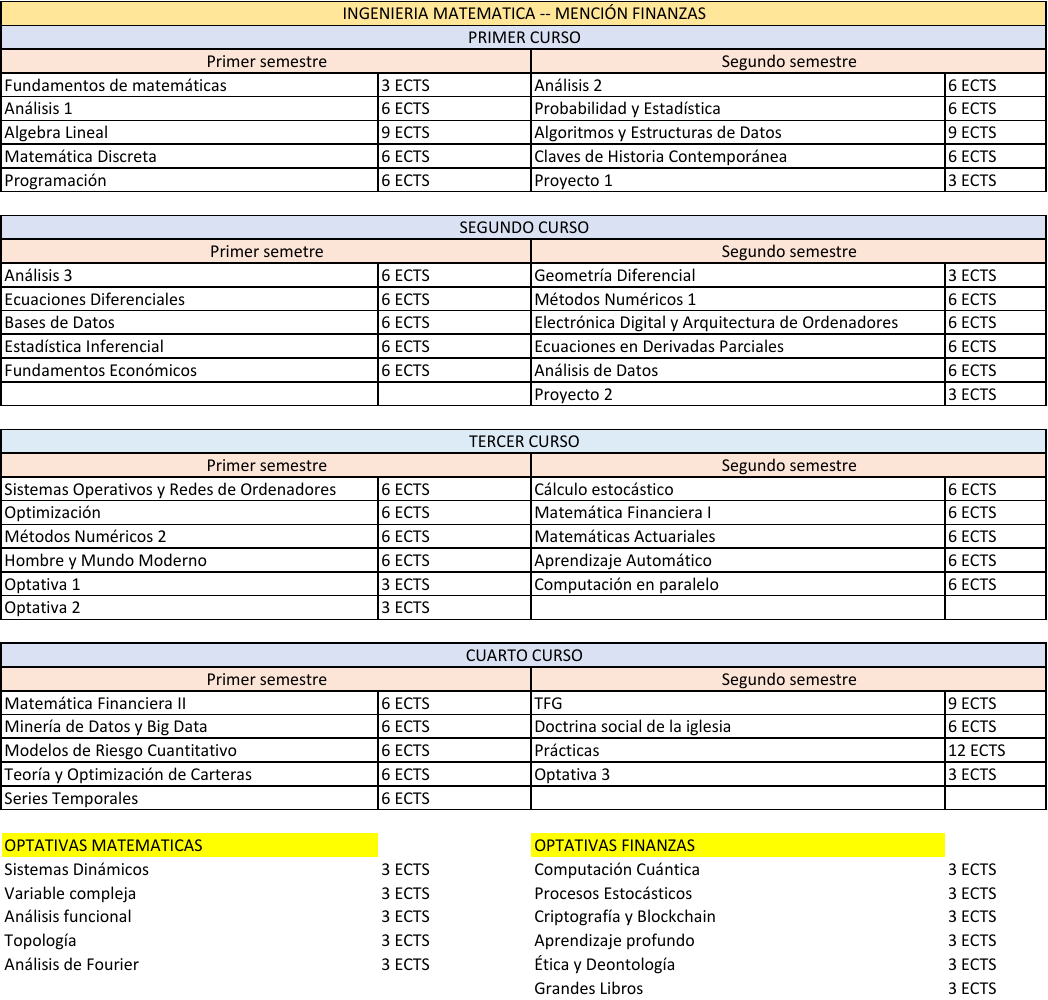 INGENIERIA MATEMATICA -- MENCIÓN FINANZAS
PRIMER CURSO
Primer semestre Segundo semestre
Fundamentos de matemáticas 3 ECTS Análisis 2 6 ECTS
Análisis 1 6 ECTS Probabilidad y Estadística 6 ECTS
Algebra Lineal 9 ECTS Algoritmos y Estructuras de Datos 9 ECTS
Matemática Discreta 6 ECTS Claves de Historia Contemporánea 6 ECTS
Programación 6 ECTS Proyecto 1 3 ECTS
SEGUNDO CURSO
Primer semetre Segundo semestre
Análisis 3 6 ECTS Geometría Diferencial 3 ECTS
Ecuaciones Diferenciales 6 ECTS Métodos Numéricos 1 6 ECTS
Bases de Datos 6 ECTS Electrónica Digital y Arquitectura de Ordenadores 6 ECTS
Estadística Inferencial 6 ECTS Ecuaciones en Derivadas Parciales 6 ECTS
Fundamentos Económicos 6 ECTS Análisis de Datos 6 ECTS
Proyecto 2 3 ECTS
TERCER CURSO
Primer semestre Segundo semestre
Sistemas Operativos y Redes de Ordenadores 6 ECTS Cálculo estocástico 6 ECTS
Optimización 6 ECTS Matemática Financiera I 6 ECTS
Métodos Numéricos 2 6 ECTS Matemáticas Actuariales 6 ECTS
Hombre y Mundo Moderno 6 ECTS Aprendizaje Automático 6 ECTS
Optativa 1 3 ECTS Computación en paralelo 6 ECTS
Optativa 2 3 ECTS
CUARTO CURSO
Primer semestre Segundo semestre
Matemática Financiera II 6 ECTS TFG 9 ECTS
Minería de Datos y Big Data 6 ECTS Doctrina social de la iglesia 6 ECTS
Modelos de Riesgo Cuantitativo 6 ECTS Prácticas 12 ECTS
Teoría y Optimización de Carteras 6 ECTS Optativa 3 3 ECTS
Series Temporales 6 ECTS
OPTATIVAS MATEMATICAS OPTATIVAS FINANZAS
Sistemas Dinámicos 3 ECTS Computación Cuántica 3 ECTS
Variable compleja 3 ECTS Procesos Estocásticos 3 ECTS
Análisis funcional 3 ECTS Criptografía y Blockchain 3 ECTS
Topología 3 ECTS Aprendizaje profundo 3 ECTS
Análisis de Fourier 3 ECTS Ética y Deontología 3 ECTS
Grandes Libros 3 ECTS